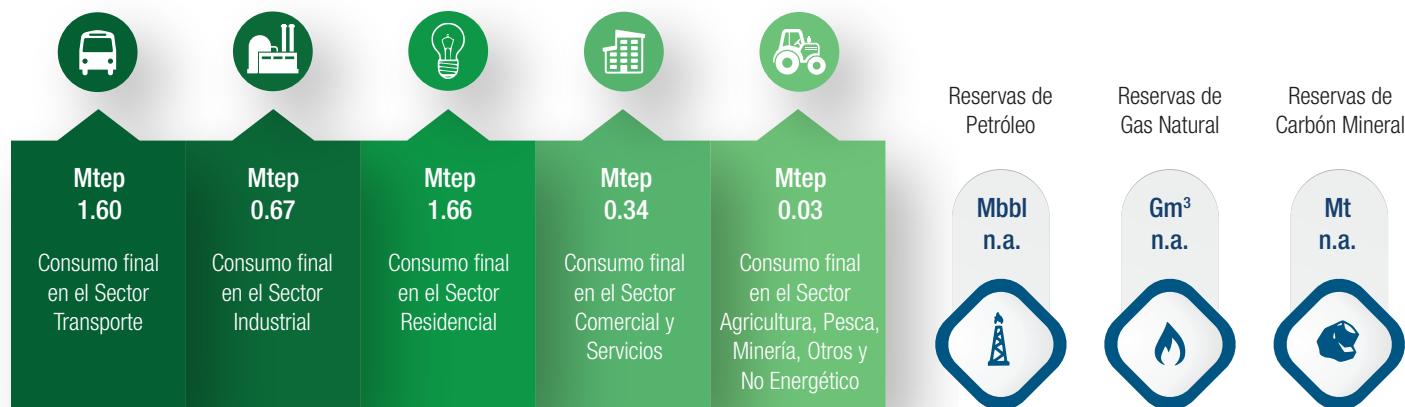 Mtep
1.60
Consumo final
en el Sector
Transporte
Mtep
0.67
Consumo final
en el Sector
Industrial
Mtep
1.66
Consumo final
en el Sector
Residencial
Mtep
0.34
Consumo final
en el Sector
Comercial y
Servicios
Mtep
0.03
Consumo final
en el Sector
Agricultura, Pesca,
Minería, Otros y
No Energético
Reservas de
Petróleo
Mbbl
n.a.
Reservas de
Gas Natural
Gm³
n.a.
Reservas de
Carbón Mineral
Mt
n.a.